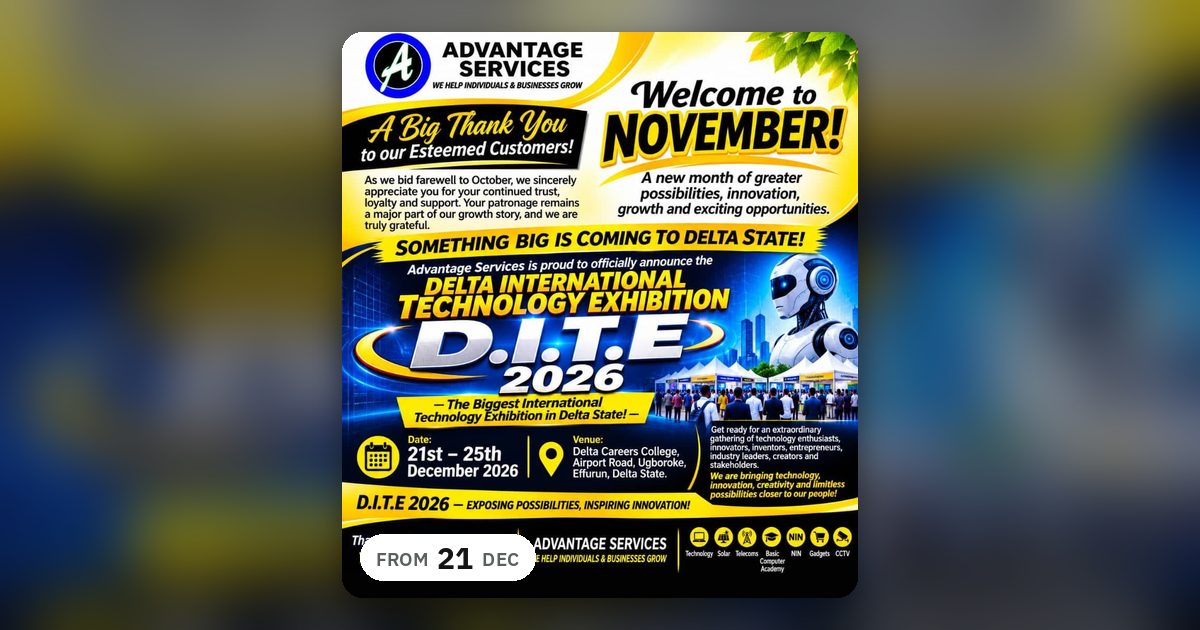 A
ADVANTAGE
SERVICES
WE HELP INDIVIDUALS & BUSINESSES GROW
A Big Thank You
to our Esteemed Customers!
As we bid farewell to October, we sincerely
appreciate you for your continued trust,
loyalty and support. Your patronage remains
a major part of our growth story, and we are
truly grateful.
Welcome to
NOVEMBER!
A new month of greater
possibilities, innovation,
growth and exciting opportunities.
SOMETHING BIG IS COMING TO DELTA STATE!
Advantage Services is proud to officially announce the
DELTA INTERNATIONAL
TECHNOLOGY EXHIBITION
D.I.T.E
2026
— The Biggest International
Technology Exhibition in Delta State! —
Date:
21st – 25th
December 2026
Venue:
Delta Careers College,
Airport Road, Ugboroke,
Effurun, Delta State.
Get ready for an extraordinary
gathering of technology enthusiasts,
innovators, inventors, entrepreneurs,
industry leaders, creators and
stakeholders.
We are bringing technology,
innovation, creativity and limitless
possibilities closer to our people!
D.I.T.E 2026 — EXPOSING POSSIBILITIES, INSPIRING INNOVATION!
FROM 21 DEC
ADVANTAGE SERVICES
HELP INDIVIDUALS & BUSINESSES GROW
Technology
Solar
Telecoms
Basic
Computer
Academy
NIN
NIN
Gadgets
CCTV